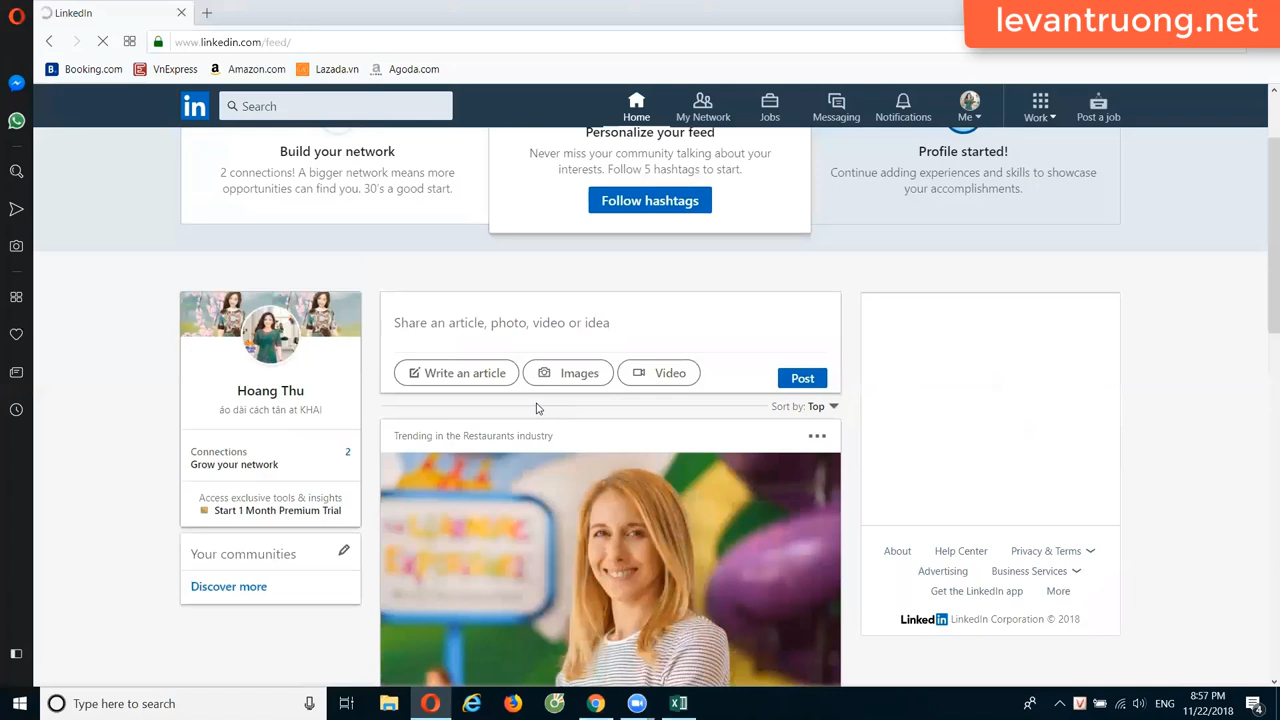 LinkedIn
levantruong.net
www.linkedin.com/feed/
Booking.com
VnExpress
Amazon.com
Lazada.vn
Agoda.com
in
Search
Home
My Network
Jobs
Messaging
Notifications
Me
Work
Post a job
Build your network
2 connections! A bigger network means more
opportunities can find you. 30's a good start.
Personalize your feed
Never miss your community talking about your
interests. Follow 5 hashtags to start.
Follow hashtags
Profile started!
Continue adding experiences and skills to showcase
your accomplishments.
Hoang Thu
áo dài cách tân at KHAI
Connections 2
Grow your network
Access exclusive tools & insights
Start 1 Month Premium Trial
Your communities
Discover more
Share an article, photo, video or idea
Write an article
Images
Video
Post
Sort by: Top
Trending in the Restaurants industry
About
Help Center
Privacy & Terms
Advertising
Business Services
Get the LinkedIn app
More
LinkedIn LinkedIn Corporation © 2018
Type here to search
ENG
8:57 PM
11/22/2018